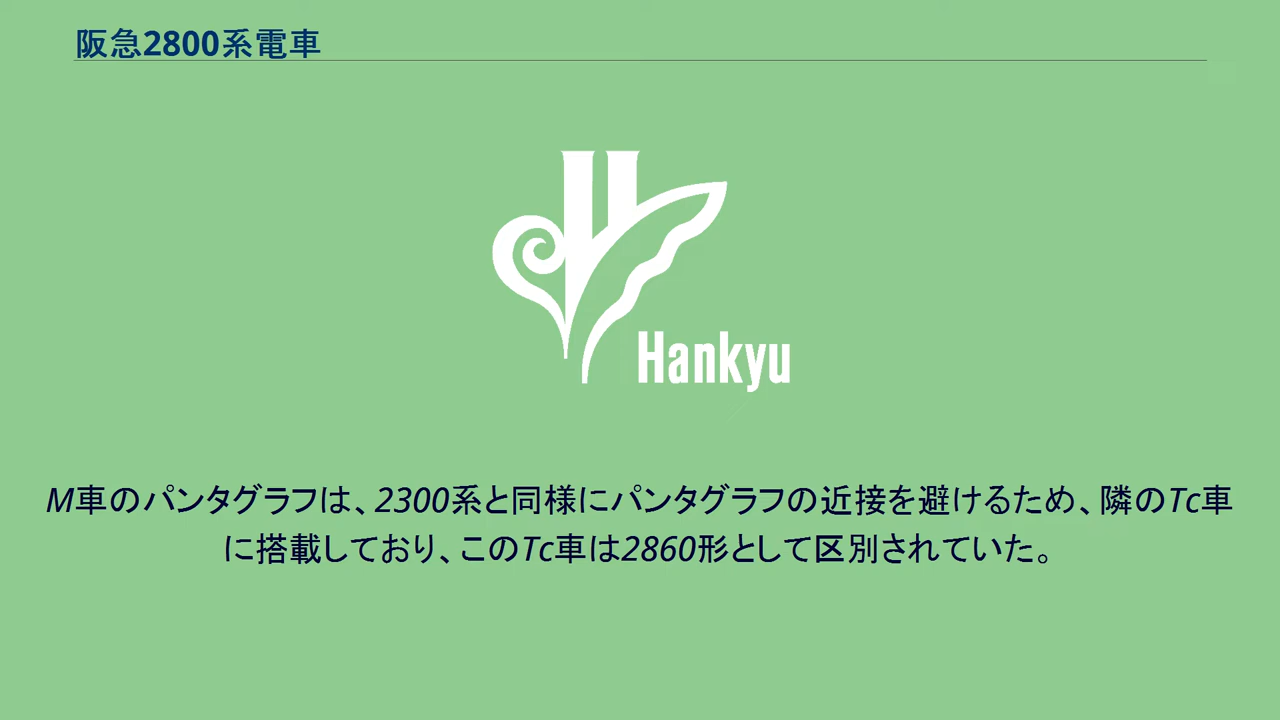 阪急2800系電車
Hankyu
M車のパンタグラフは、2300系と同様にパンタグラフの近接を避けるため、隣のTc車
に搭載しており、このTc車は2860形として区別されていた。